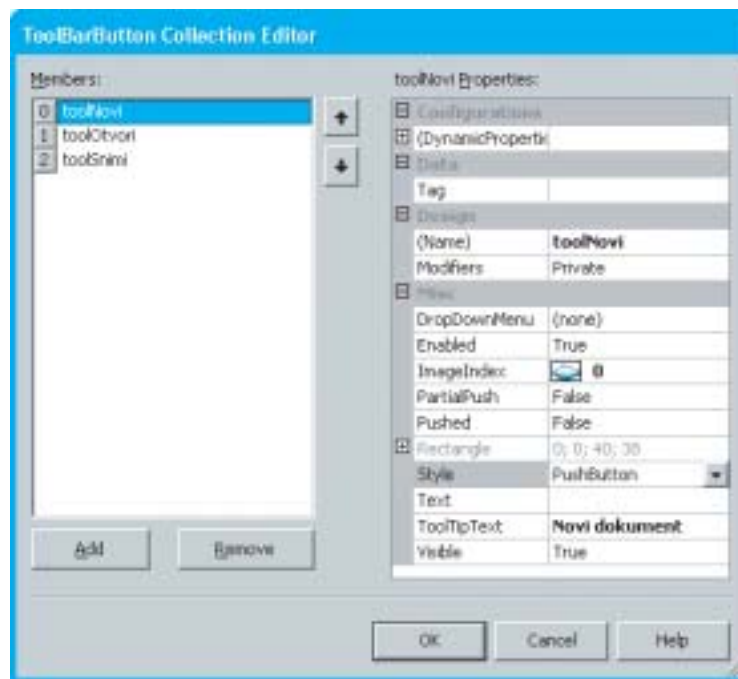 ToolBarButton Collection Editor
Members:
0 toolNovi
1 toolOtvori
2 toolSnimi
Add
Remove
toolNovi Properties:
Configurations
(DynamicPropertie
Data
Tag
Design
(Name) toolNovi
Modifiers Private
Misc
DropDownMenu (none)
Enabled True
ImageIndex 0
PartialPush False
Pushed False
Rectangle 0; 0; 40; 38
Style PushButton
Text
ToolTipText Novi dokument
Visible True
OK
Cancel
Help